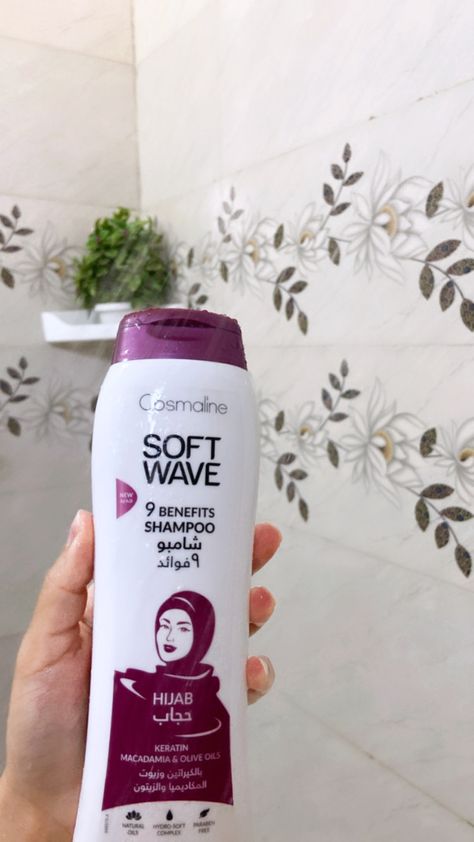 Cosmaline
SOFT
WAVE
NEW
9 BENEFITS
SHAMPOO
شامبو
٩ فوائد
HIJAB
حجاب
KERATIN
MACADAMIA & OLIVE OILS
بالكيراتين وزيوت
المكاديميا والزيتون
NATURAL
OILS
HYDRO-SOFT
COMPLEX
PARABEN
FREE